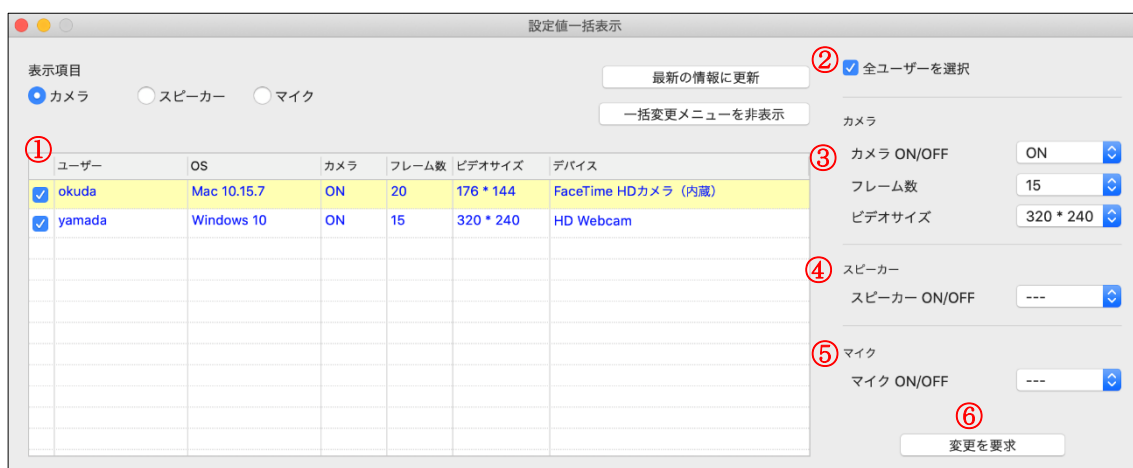 設定値一括表示
表示項目
カメラ スピーカー マイク
最新の情報に更新
一括変更メニューを非表示
①
ユーザー OS カメラ フレーム数 ビデオサイズ デバイス
okuda Mac 10.15.7 ON 20 176 * 144 FaceTime HDカメラ（内蔵）
yamada Windows 10 ON 15 320 * 240 HD Webcam
② 全ユーザーを選択
カメラ
③ カメラ ON/OFF ON
フレーム数 15
ビデオサイズ 320 * 240
④ スピーカー
スピーカー ON/OFF ---
⑤ マイク
マイク ON/OFF ---
⑥
変更を要求